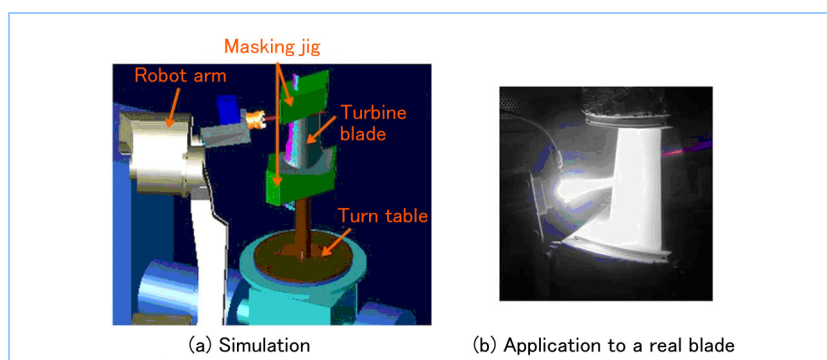 Masking jig
Robot arm
Turbine
blade
Turn table
(a) Simulation
(b) Application to a real blade